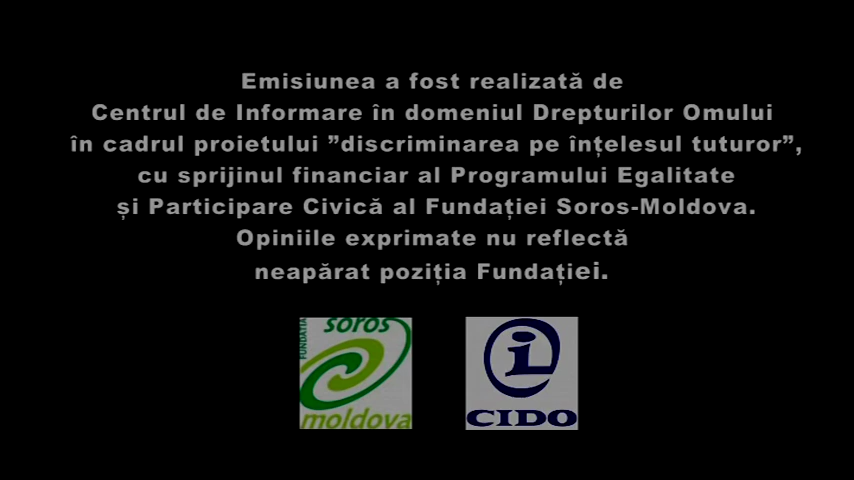 Emisiunea a fost realizată de
Centrul de Informare în domeniul Drepturilor Omului
în cadrul proietului ”discriminarea pe înțelesul tuturor”,
cu sprijinul financiar al Programului Egalitate
și Participare Civică al Fundației Soros-Moldova.
Opiniile exprimate nu reflectă
neapărat poziția Fundației.
FUNDAȚIA
soros
moldova
CIDO